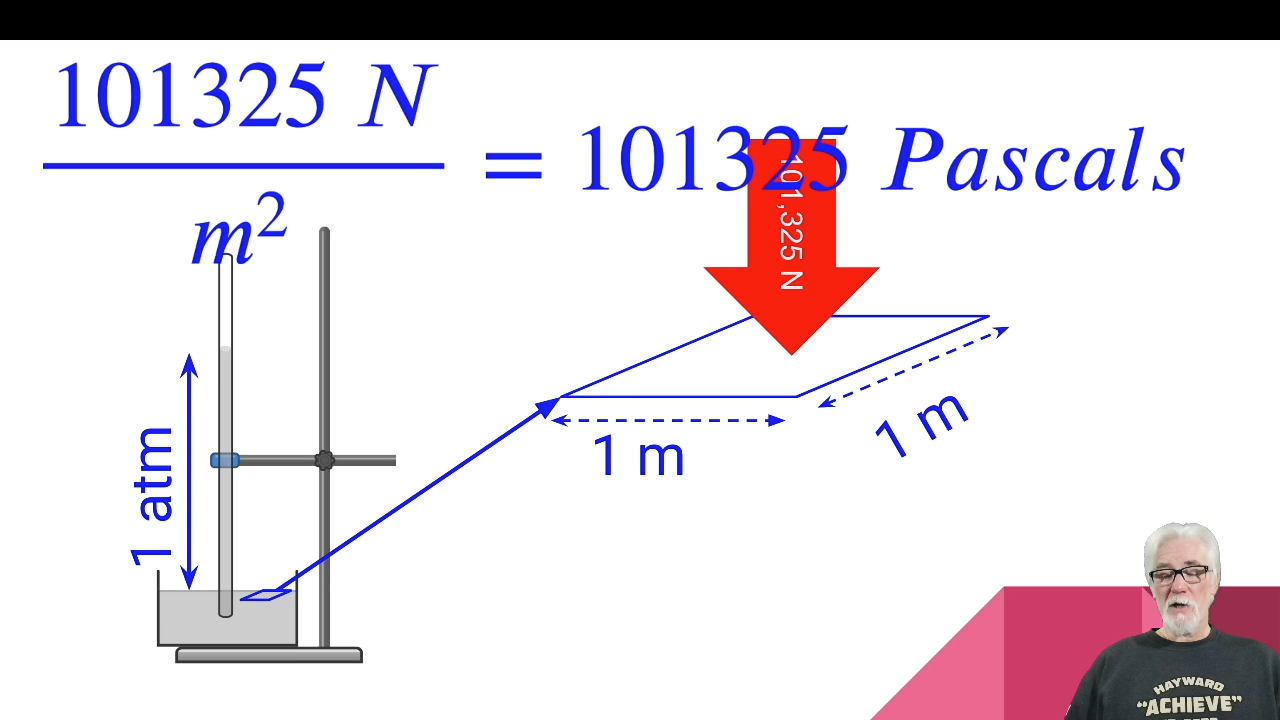 101325 N
m²
= 101325 Pascals
101,325 N
1 atm
1 m
1 m
HAYWARD
"ACHIEVE"